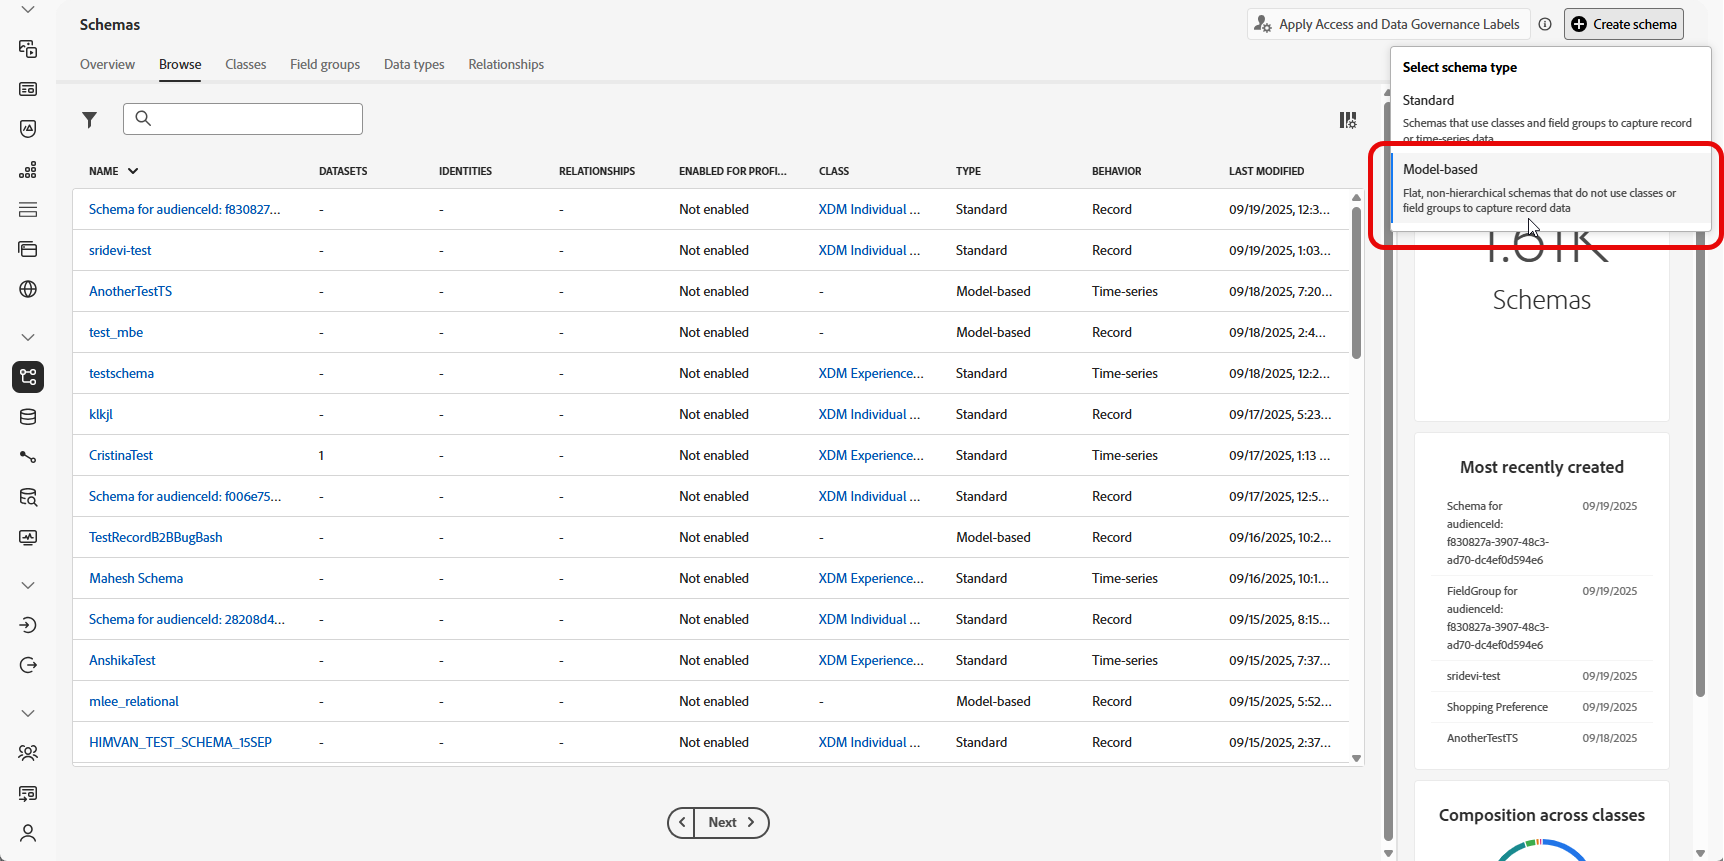 Schemas
Apply Access and Data Governance Labels
Create schema
Overview Browse Classes Field groups Data types Relationships
Select schema type
Standard
Schemas that use classes and field groups to capture record
or time-series data
Model-based
Flat, non-hierarchical schemas that do not use classes or
field groups to capture record data
NAME DATASETS IDENTITIES RELATIONSHIPS ENABLED FOR PROFI... CLASS TYPE BEHAVIOR LAST MODIFIED
Schema for audienceId: f830827... - - - Not enabled XDM Individual ... Standard Record 09/19/2025, 12:3...
sridevi-test - - - Not enabled XDM Individual ... Standard Record 09/19/2025, 1:03...
AnotherTestTS - - - Not enabled - Model-based Time-series 09/18/2025, 7:20...
test_mbe - - - Not enabled - Model-based Record 09/18/2025, 2:4...
testschema - - - Not enabled XDM Experience... Standard Time-series 09/18/2025, 12:2...
klkjl - - - Not enabled XDM Individual ... Standard Record 09/17/2025, 5:23...
CristinaTest 1 - - Not enabled XDM Experience... Standard Time-series 09/17/2025, 1:13 ...
Schema for audienceId: f006e75... - - - Not enabled XDM Individual ... Standard Record 09/17/2025, 12:5...
TestRecordB2BBugBash - - - Not enabled - Model-based Record 09/16/2025, 10:2...
Mahesh Schema - - - Not enabled XDM Experience... Standard Time-series 09/16/2025, 10:1...
Schema for audienceId: 28208d4... - - - Not enabled XDM Individual ... Standard Record 09/15/2025, 8:15...
AnshikaTest - - - Not enabled XDM Experience... Standard Time-series 09/15/2025, 7:37...
mlee_relational - - - Not enabled - Model-based Record 09/15/2025, 5:52...
HIMVAN_TEST_SCHEMA_15SEP - - - Not enabled XDM Individual ... Standard Record 09/15/2025, 2:37...
Next
1.61K
Schemas
Most recently created
Schema for 09/19/2025
audienceId:
f830827a-3907-48c3-
ad70-dc4ef0d594e6
FieldGroup for 09/19/2025
audienceId:
f830827a-3907-48c3-
ad70-dc4ef0d594e6
sridevi-test 09/19/2025
Shopping Preference 09/19/2025
AnotherTestTS 09/18/2025
Composition across classes